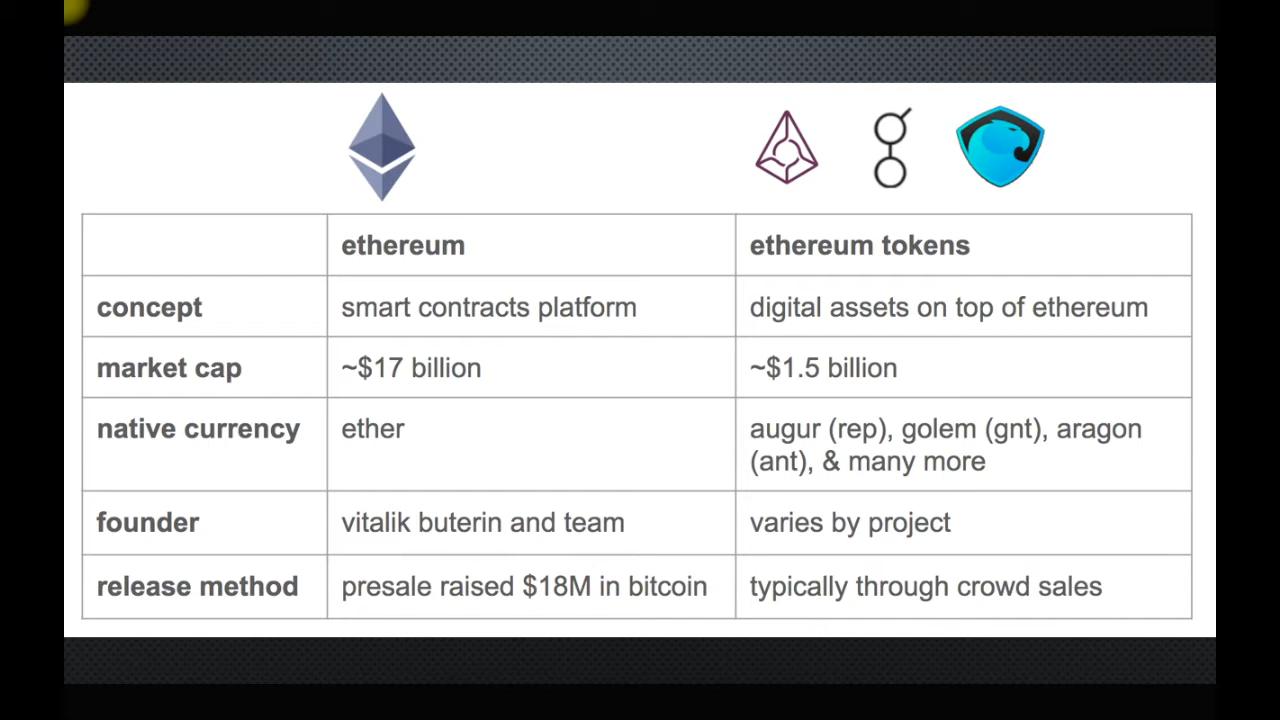 ethereum
ethereum tokens
concept
smart contracts platform
digital assets on top of ethereum
market cap
~$17 billion
~$1.5 billion
native currency
ether
augur (rep), golem (gnt), aragon
(ant), & many more
founder
vitalik buterin and team
varies by project
release method
presale raised $18M in bitcoin
typically through crowd sales